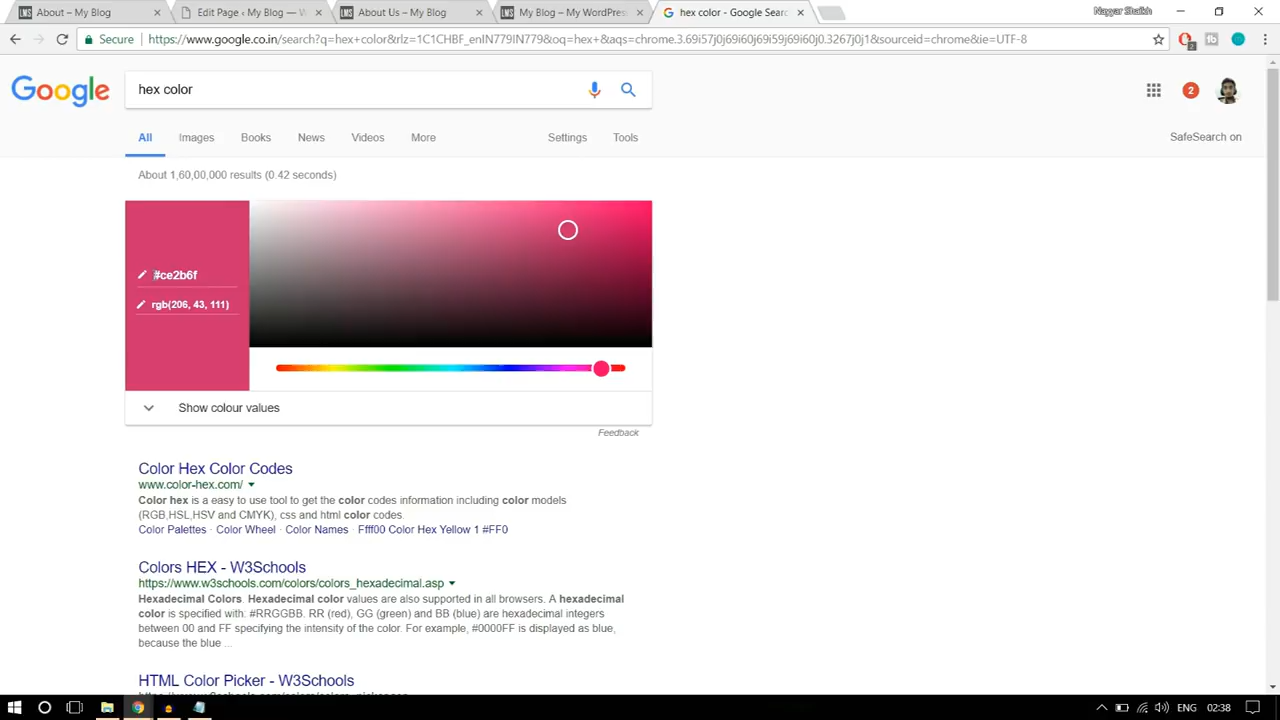 LMS About – My Blog
Edit Page ‹ My Blog — W
LMS About Us – My Blog
LMS My Blog – My WordPress
hex color - Google Searc
Nayyar Shaikh
Secure
https://www.google.co.in/search?q=hex+color&rlz=1C1CHBF_enIN779IN779&oq=hex+&aqs=chrome.3.69i57j0j69i60j69i59j69i60j0.3267j0j1&sourceid=chrome&ie=UTF-8
2
Google
hex color
2
All
Images
Books
News
Videos
More
Settings
Tools
SafeSearch on
About 1,60,00,000 results (0.42 seconds)
#ce2b6f
rgb(206, 43, 111)
Show colour values
Feedback
Color Hex Color Codes
www.color-hex.com/
Color hex is a easy to use tool to get the color codes information including color models
(RGB,HSL,HSV and CMYK), css and html color codes.
Color Palettes · Color Wheel · Color Names · Ffff00 Color Hex Yellow 1 #FF0
Colors HEX - W3Schools
https://www.w3schools.com/colors/colors_hexadecimal.asp
Hexadecimal Colors. Hexadecimal color values are also supported in all browsers. A hexadecimal
color is specified with: #RRGGBB. RR (red), GG (green) and BB (blue) are hexadecimal integers
between 00 and FF specifying the intensity of the color. For example, #0000FF is displayed as blue,
because the blue ...
HTML Color Picker - W3Schools
ENG
02:38